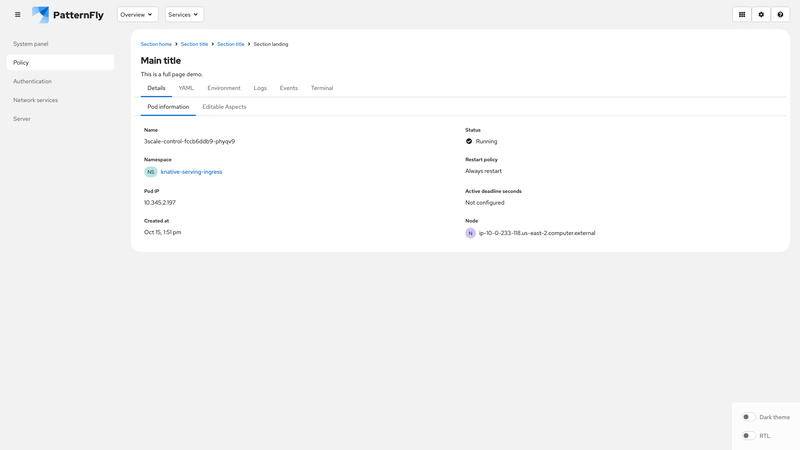 PatternFly
Overview
Services
System panel
Policy
Authentication
Network services
Server
Section home > Section title > Section title > Section landing
Main title
This is a full page demo.
Details YAML Environment Logs Events Terminal
Pod information Editable Aspects
Name
3scale-control-fccb6ddb9-phyqv9
Status
Running
Namespace
NS knative-serving-ingress
Restart policy
Always restart
Pod IP
10.345.2.197
Active deadline seconds
Not configured
Created at
Oct 15, 1:51 pm
Node
N ip-10-0-233-118.us-east-2.computer.external
Dark theme
RTL